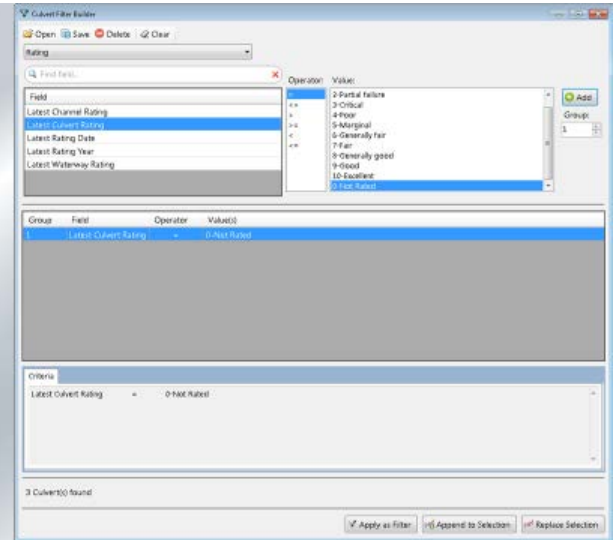 Culvert Filter Builder
Open Save Delete Clear
Rating
Find field...
Operator: Value:
Field
Latest Channel Rating
Latest Culvert Rating
Latest Rating Date
Latest Rating Year
Latest Waterway Rating
=
<>
>
>=
<
<=
2-Partial failure
3-Critical
4-Poor
5-Marginal
6-Generally fair
7-Fair
8-Generally good
9-Good
10-Excellent
0-Not Rated
Add
Group:
1
Group Field Operator Value(s)
1 Latest Culvert Rating = 0-Not Rated
Criteria
Latest Culvert Rating = 0-Not Rated
3 Culvert(s) found
Apply as Filter Append to Selection Replace Selection